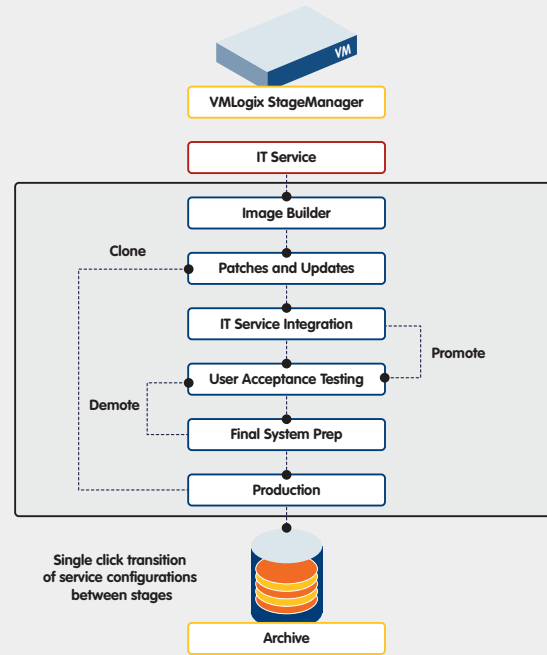 VM
VMLogix StageManager
IT Service
Image Builder
Clone
Patches and Updates
IT Service Integration
Promote
User Acceptance Testing
Demote
Final System Prep
Production
Single click transition
of service configurations
between stages
Archive